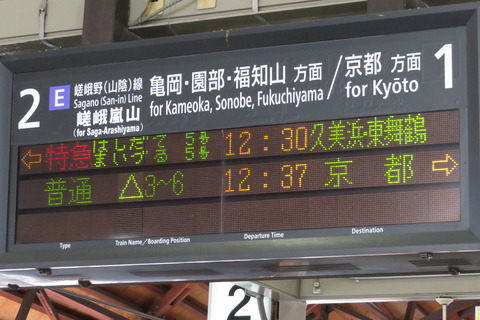 2 E 嵯峨野(山陰)線
Sagano (San-in) Line
嵯峨嵐山
(for Saga-Arashiyama)
亀岡・園部・福知山 方面
for Kameoka, Sonobe, Fukuchiyama
京都 方面
for Kyōto
1
特急 はしだて 5号 12:30 久美浜・東舞鶴
まいづる 5号
普通 △3~6 12:37 京都
Type Train Name/Boarding Position Departure Time Destination
2